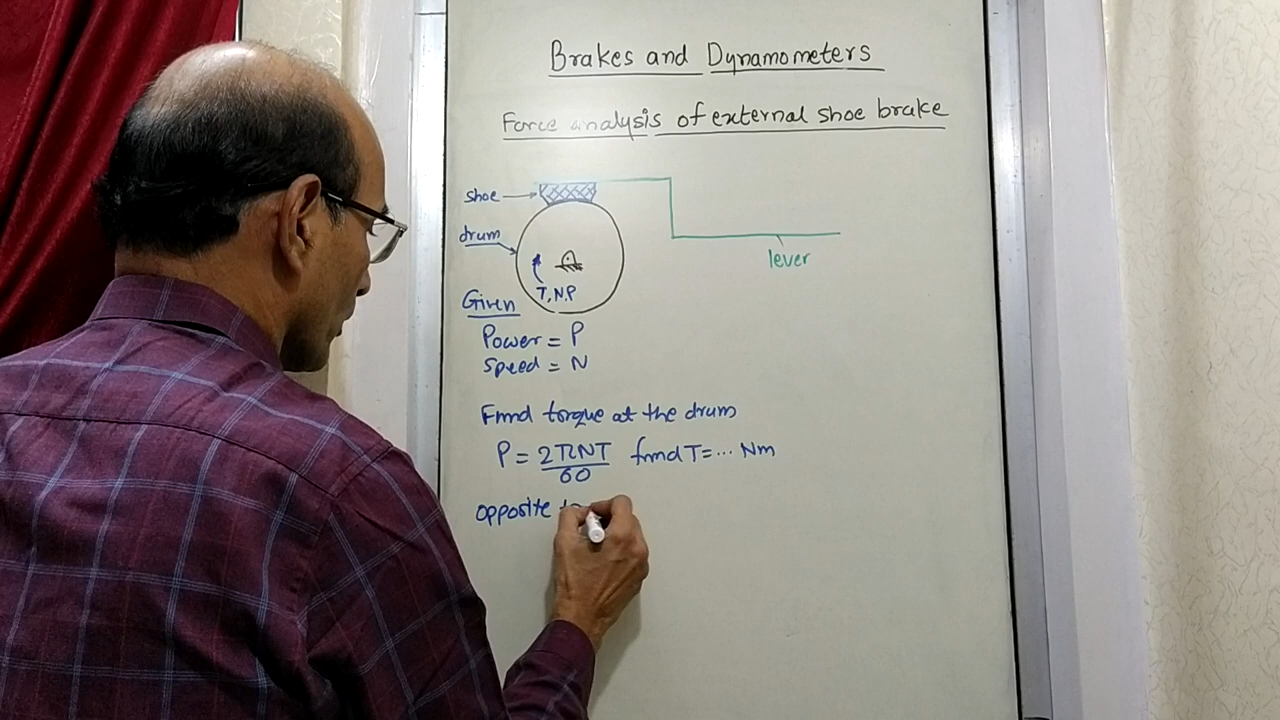 Brakes and Dynamometers
Force analysis of external shoe brake
shoe
drum
lever
T, N, P
Given
Power = P
Speed = N
Find torque at the drum
P = 2πNT/60 find T = ... Nm
opposite